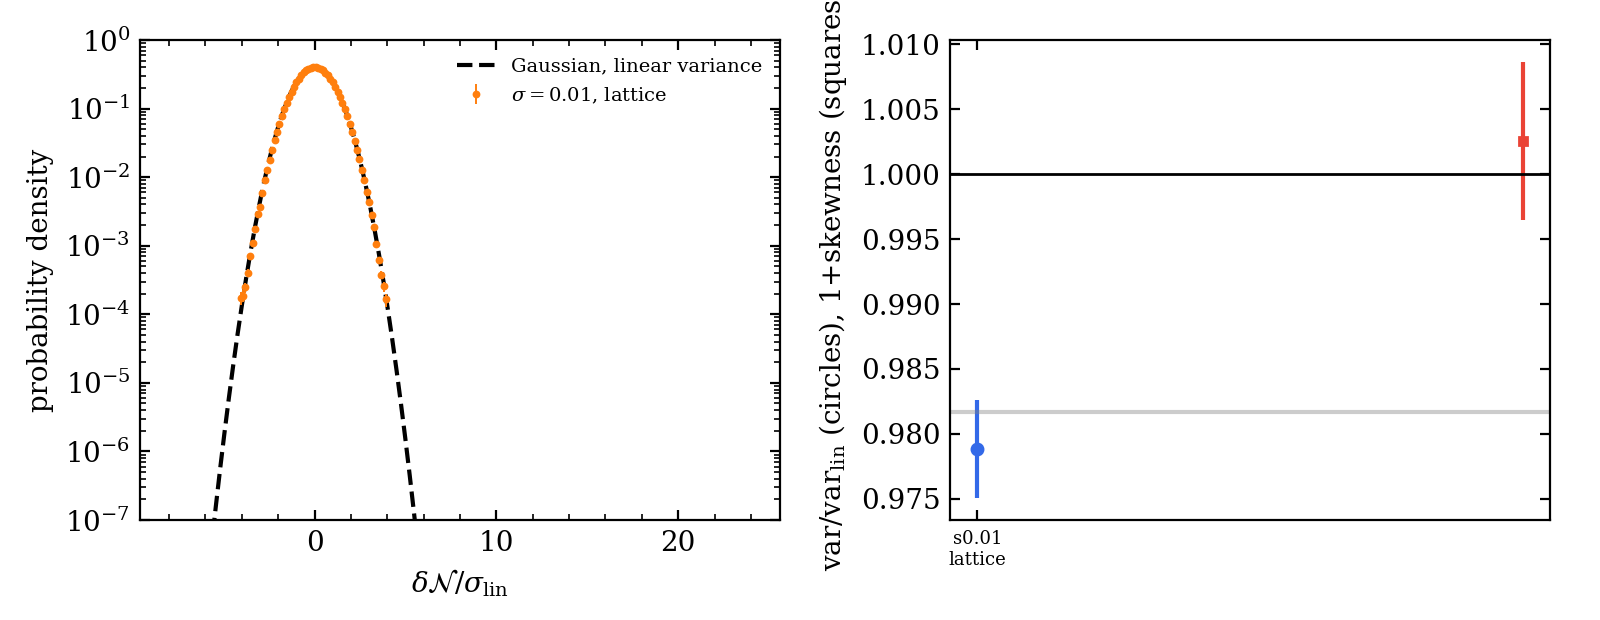 10⁰
10⁻¹
10⁻²
10⁻³
10⁻⁴
10⁻⁵
10⁻⁶
10⁻⁷
probability density
Gaussian, linear variance
σ = 0.01, lattice
0
10
20
δ𝒩/σ_lin
var/var_lin (circles), 1+skewness (squares
1.010
1.005
1.000
0.995
0.990
0.985
0.980
0.975
s0.01
lattice